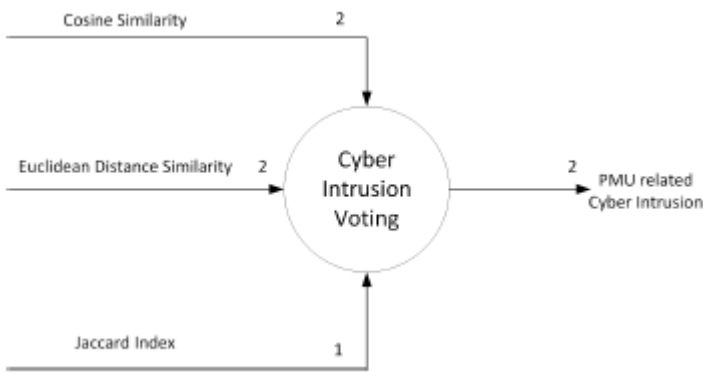 Cosine Similarity 2
Euclidean Distance Similarity 2
Cyber
Intrusion
Voting
2
PMU related
Cyber Intrusion
Jaccard Index 1